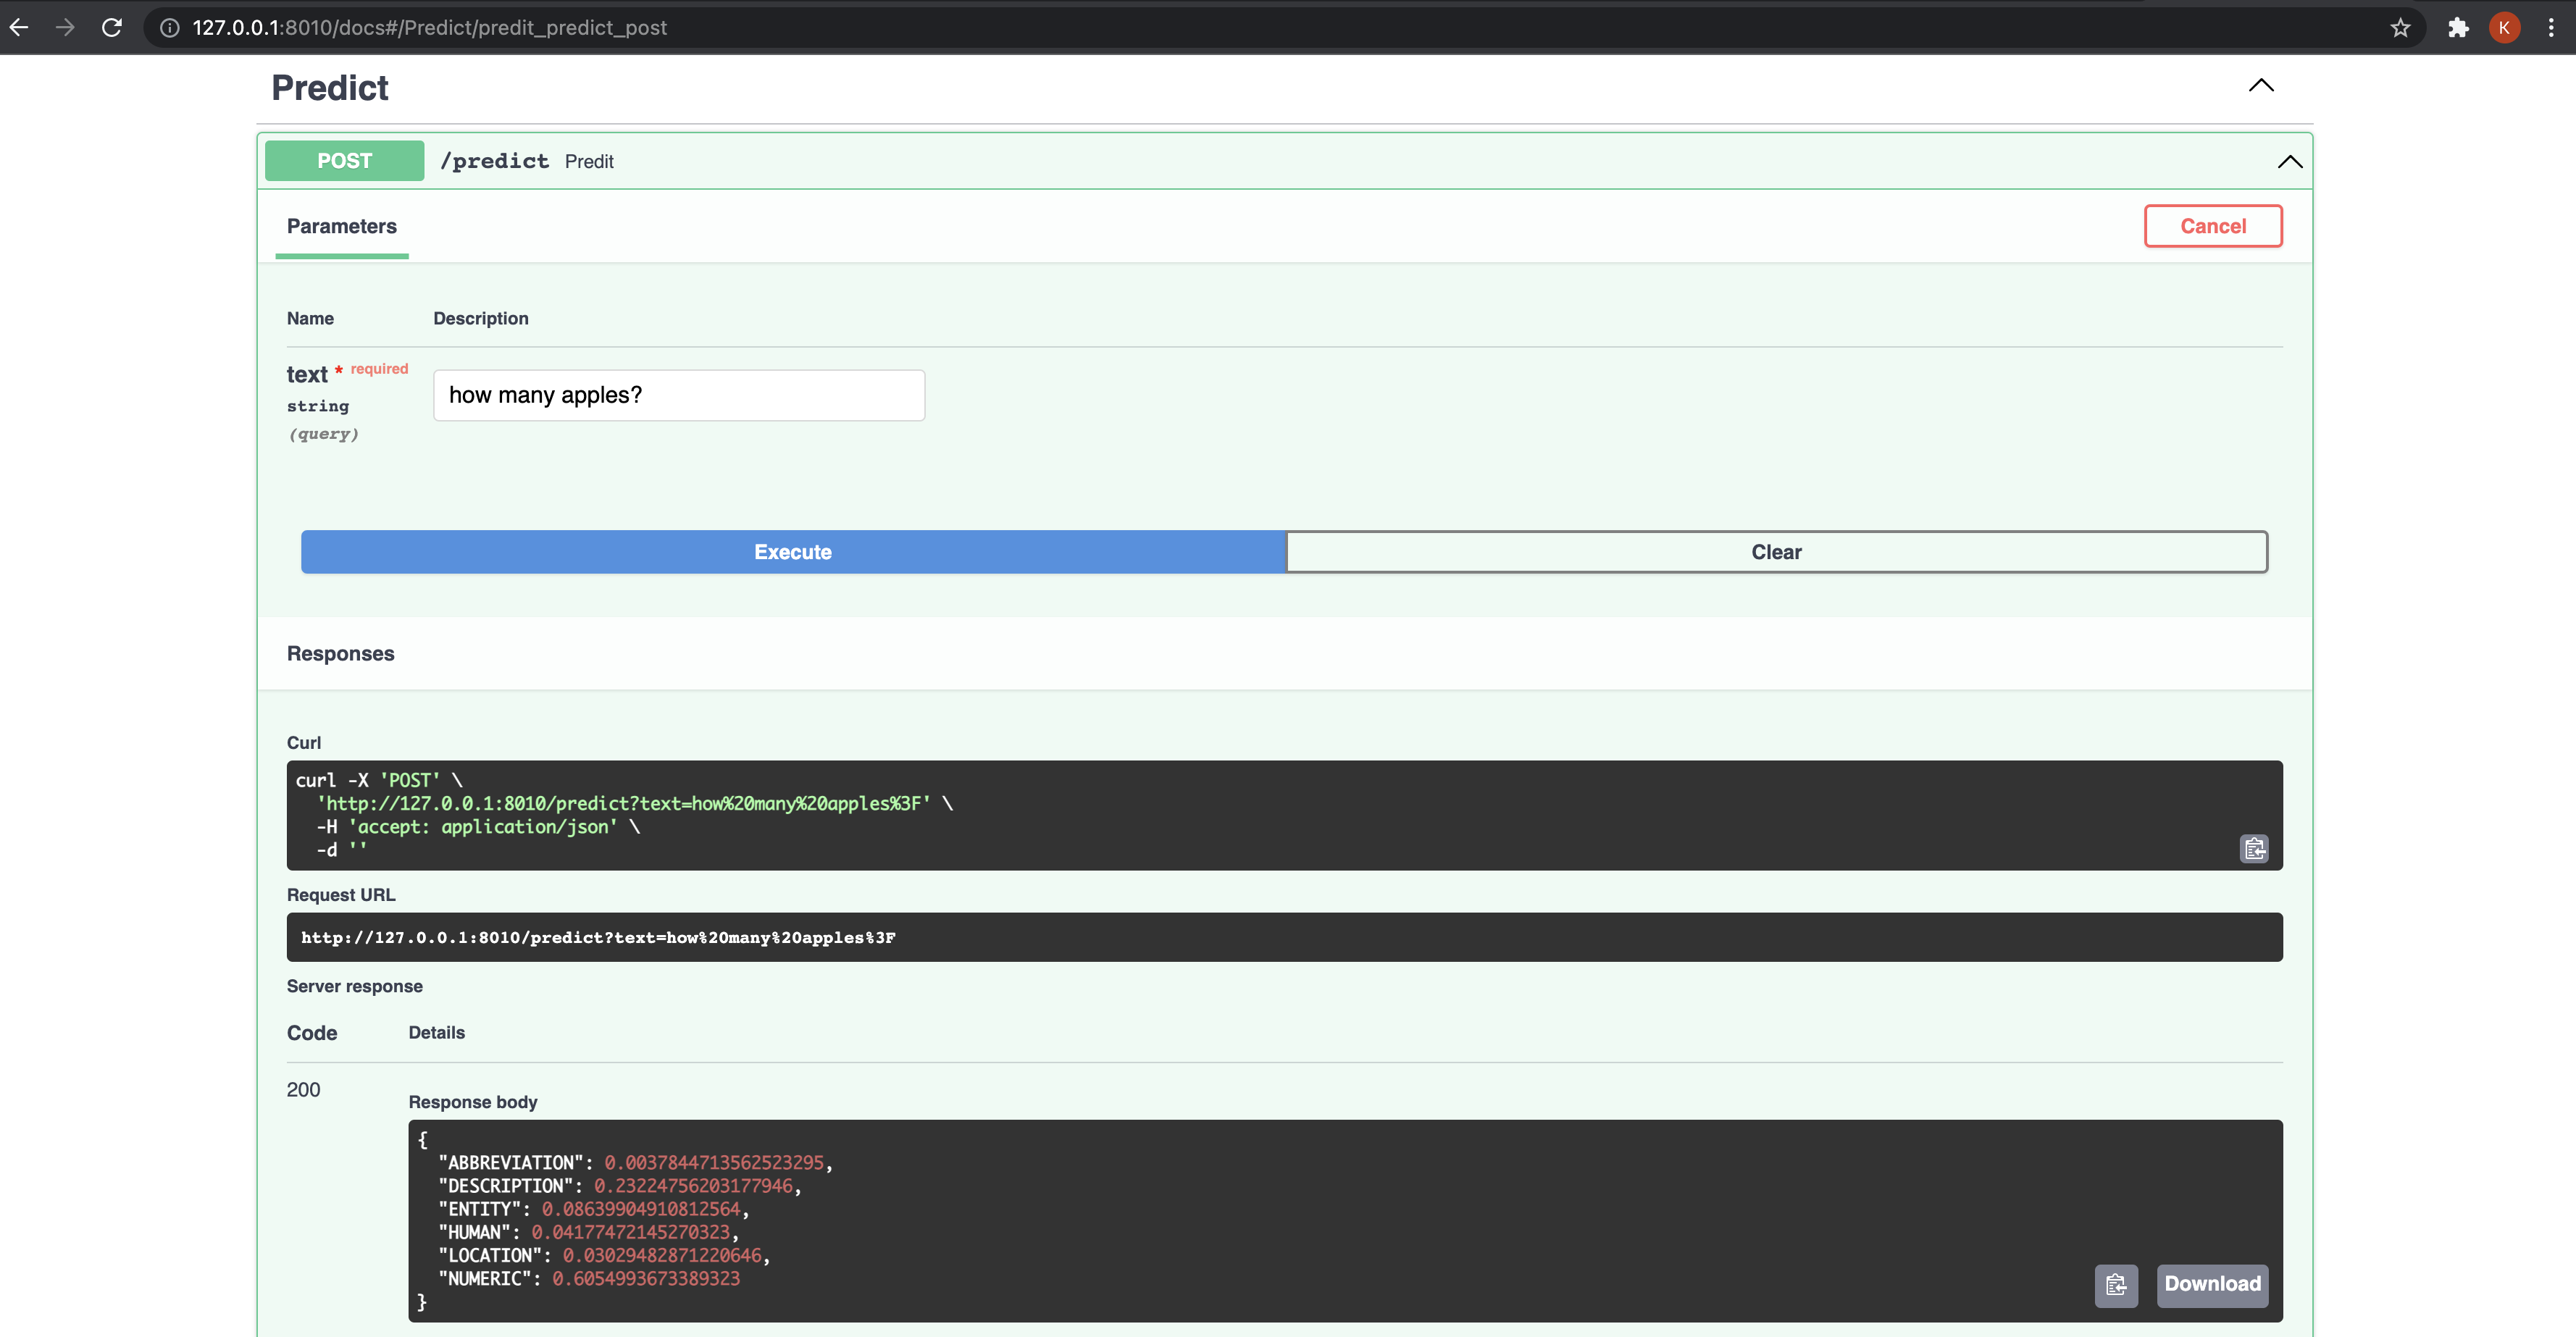 127.0.0.1:8010/docs#/Predict/predit_predict_post
K
Predict
POST /predict Predit
Parameters
Cancel
Name Description
text * required
string
(query)
how many apples?
Execute
Clear
Responses
Curl
curl -X 'POST' \
'http://127.0.0.1:8010/predict?text=how%20many%20apples%3F' \
-H 'accept: application/json' \
-d ''
Request URL
http://127.0.0.1:8010/predict?text=how%20many%20apples%3F
Server response
Code Details
200
Response body
{
"ABBREVIATION": 0.0037844713562523295,
"DESCRIPTION": 0.23224756203177946,
"ENTITY": 0.08639904910812564,
"HUMAN": 0.04177472145270323,
"LOCATION": 0.03029482871220646,
"NUMERIC": 0.6054993673389323
}
Download